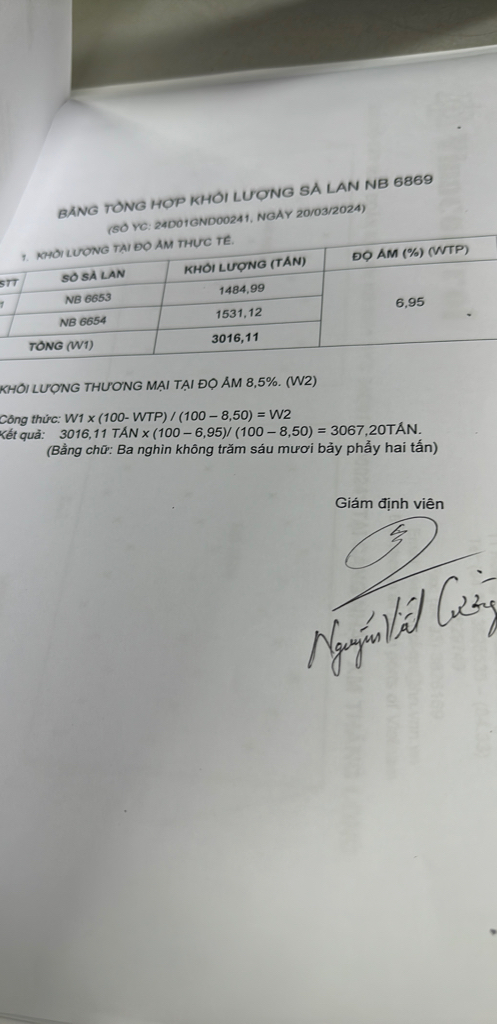 BẢNG TỔNG HỢP KHỐI LƯỢNG SÀ LAN NB 6869
(SỐ YC: 24D01GND00241, NGÀY 20/03/2024)
1. KHỐI LƯỢNG TẠI ĐỘ ẨM THỰC TẾ.
STT SỐ SÀ LAN KHỐI LƯỢNG (TẤN) ĐỘ ẨM (%) (WTP)
1 NB 6653 1484,99 6,95
NB 6654 1531,12
TỔNG (W1) 3016,11
KHỐI LƯỢNG THƯƠNG MẠI TẠI ĐỘ ẨM 8,5%. (W2)
Công thức: W1 x (100- WTP) / (100 – 8,50) = W2
Kết quả: 3016,11 TẤN x (100 – 6,95)/ (100 – 8,50) = 3067,20TẤN.
(Bằng chữ: Ba nghìn không trăm sáu mươi bảy phẩy hai tấn)
Giám định viên
Nguyễn Viết Cường